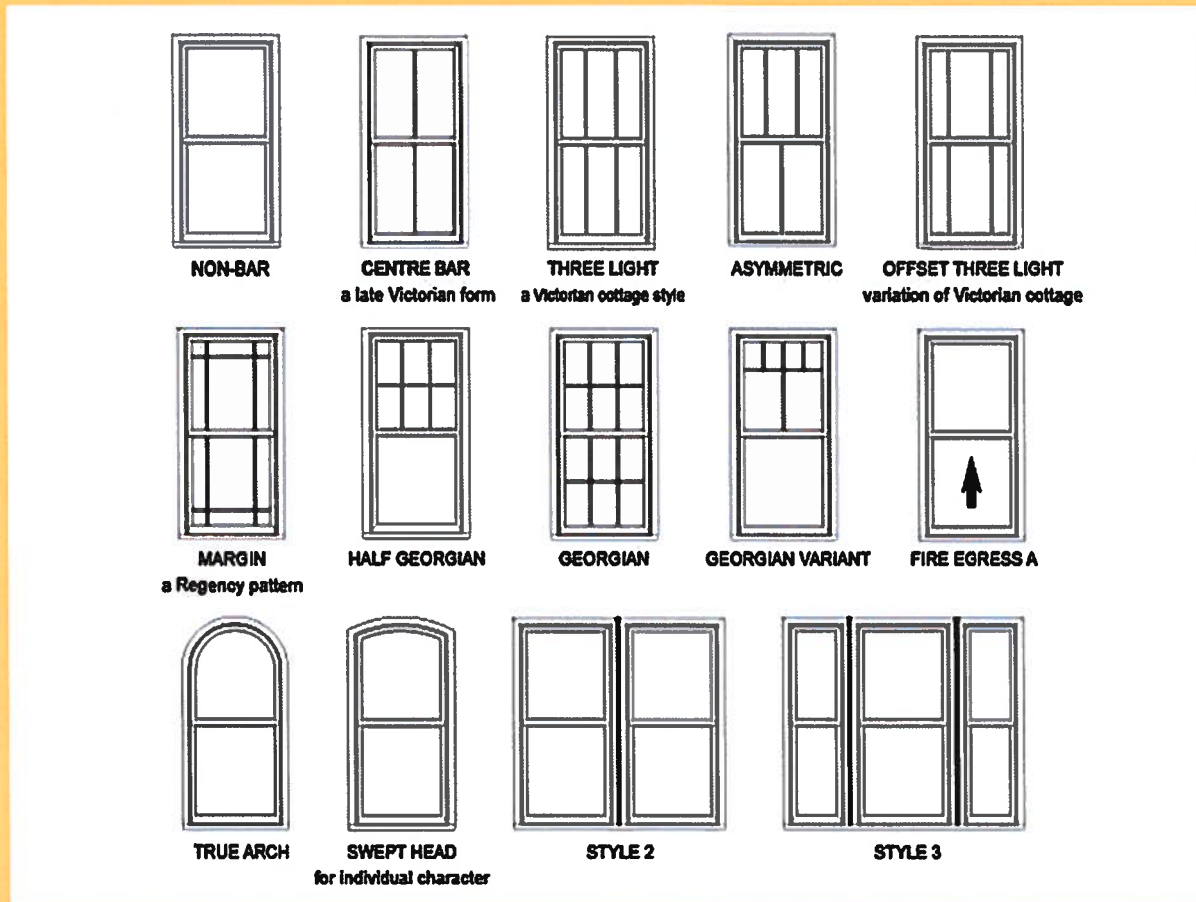 NON-BAR
CENTRE BAR
a late Victorian form
THREE LIGHT
a Victorian cottage style
ASYMMETRIC
OFFSET THREE LIGHT
variation of Victorian cottage
MARGIN
a Regency pattern
HALF GEORGIAN
GEORGIAN
GEORGIAN VARIANT
FIRE EGRESS A
TRUE ARCH
SWEPT HEAD
for individual character
STYLE 2
STYLE 3